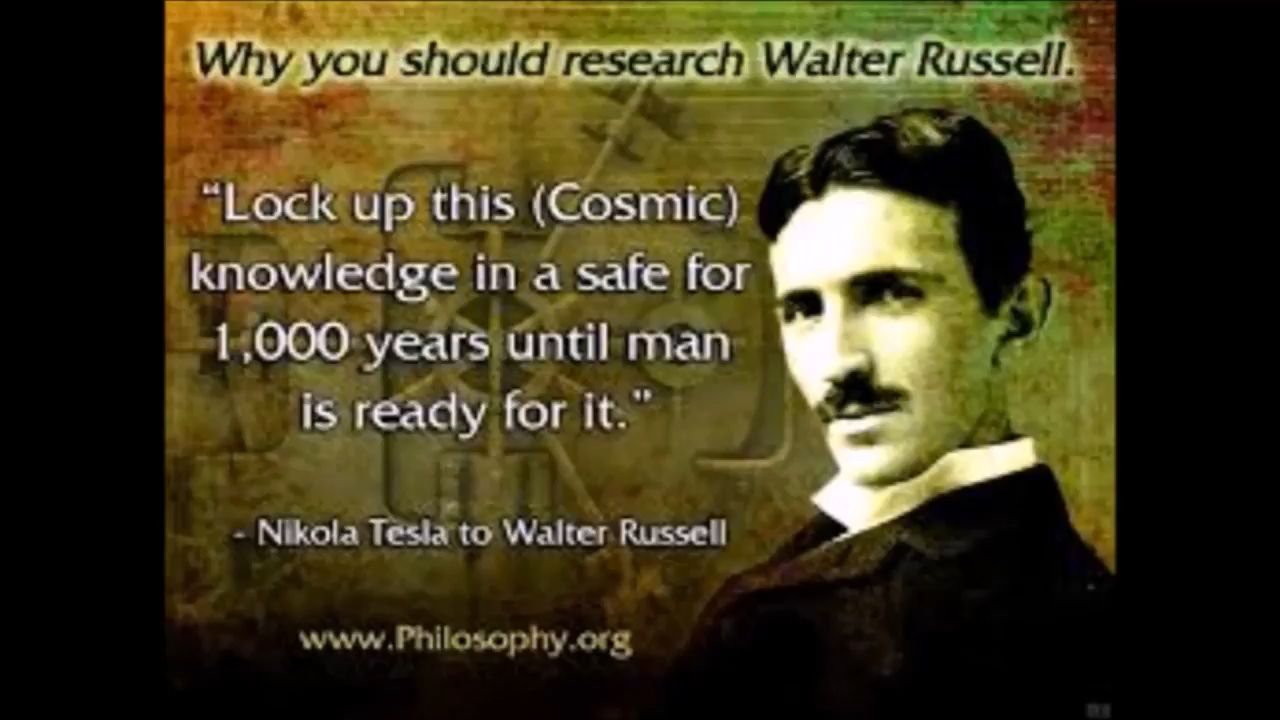 Why you should research Walter Russell.
“Lock up this (Cosmic)
knowledge in a safe for
1,000 years until man
is ready for it.”
- Nikola Tesla to Walter Russell
www.Philosophy.org